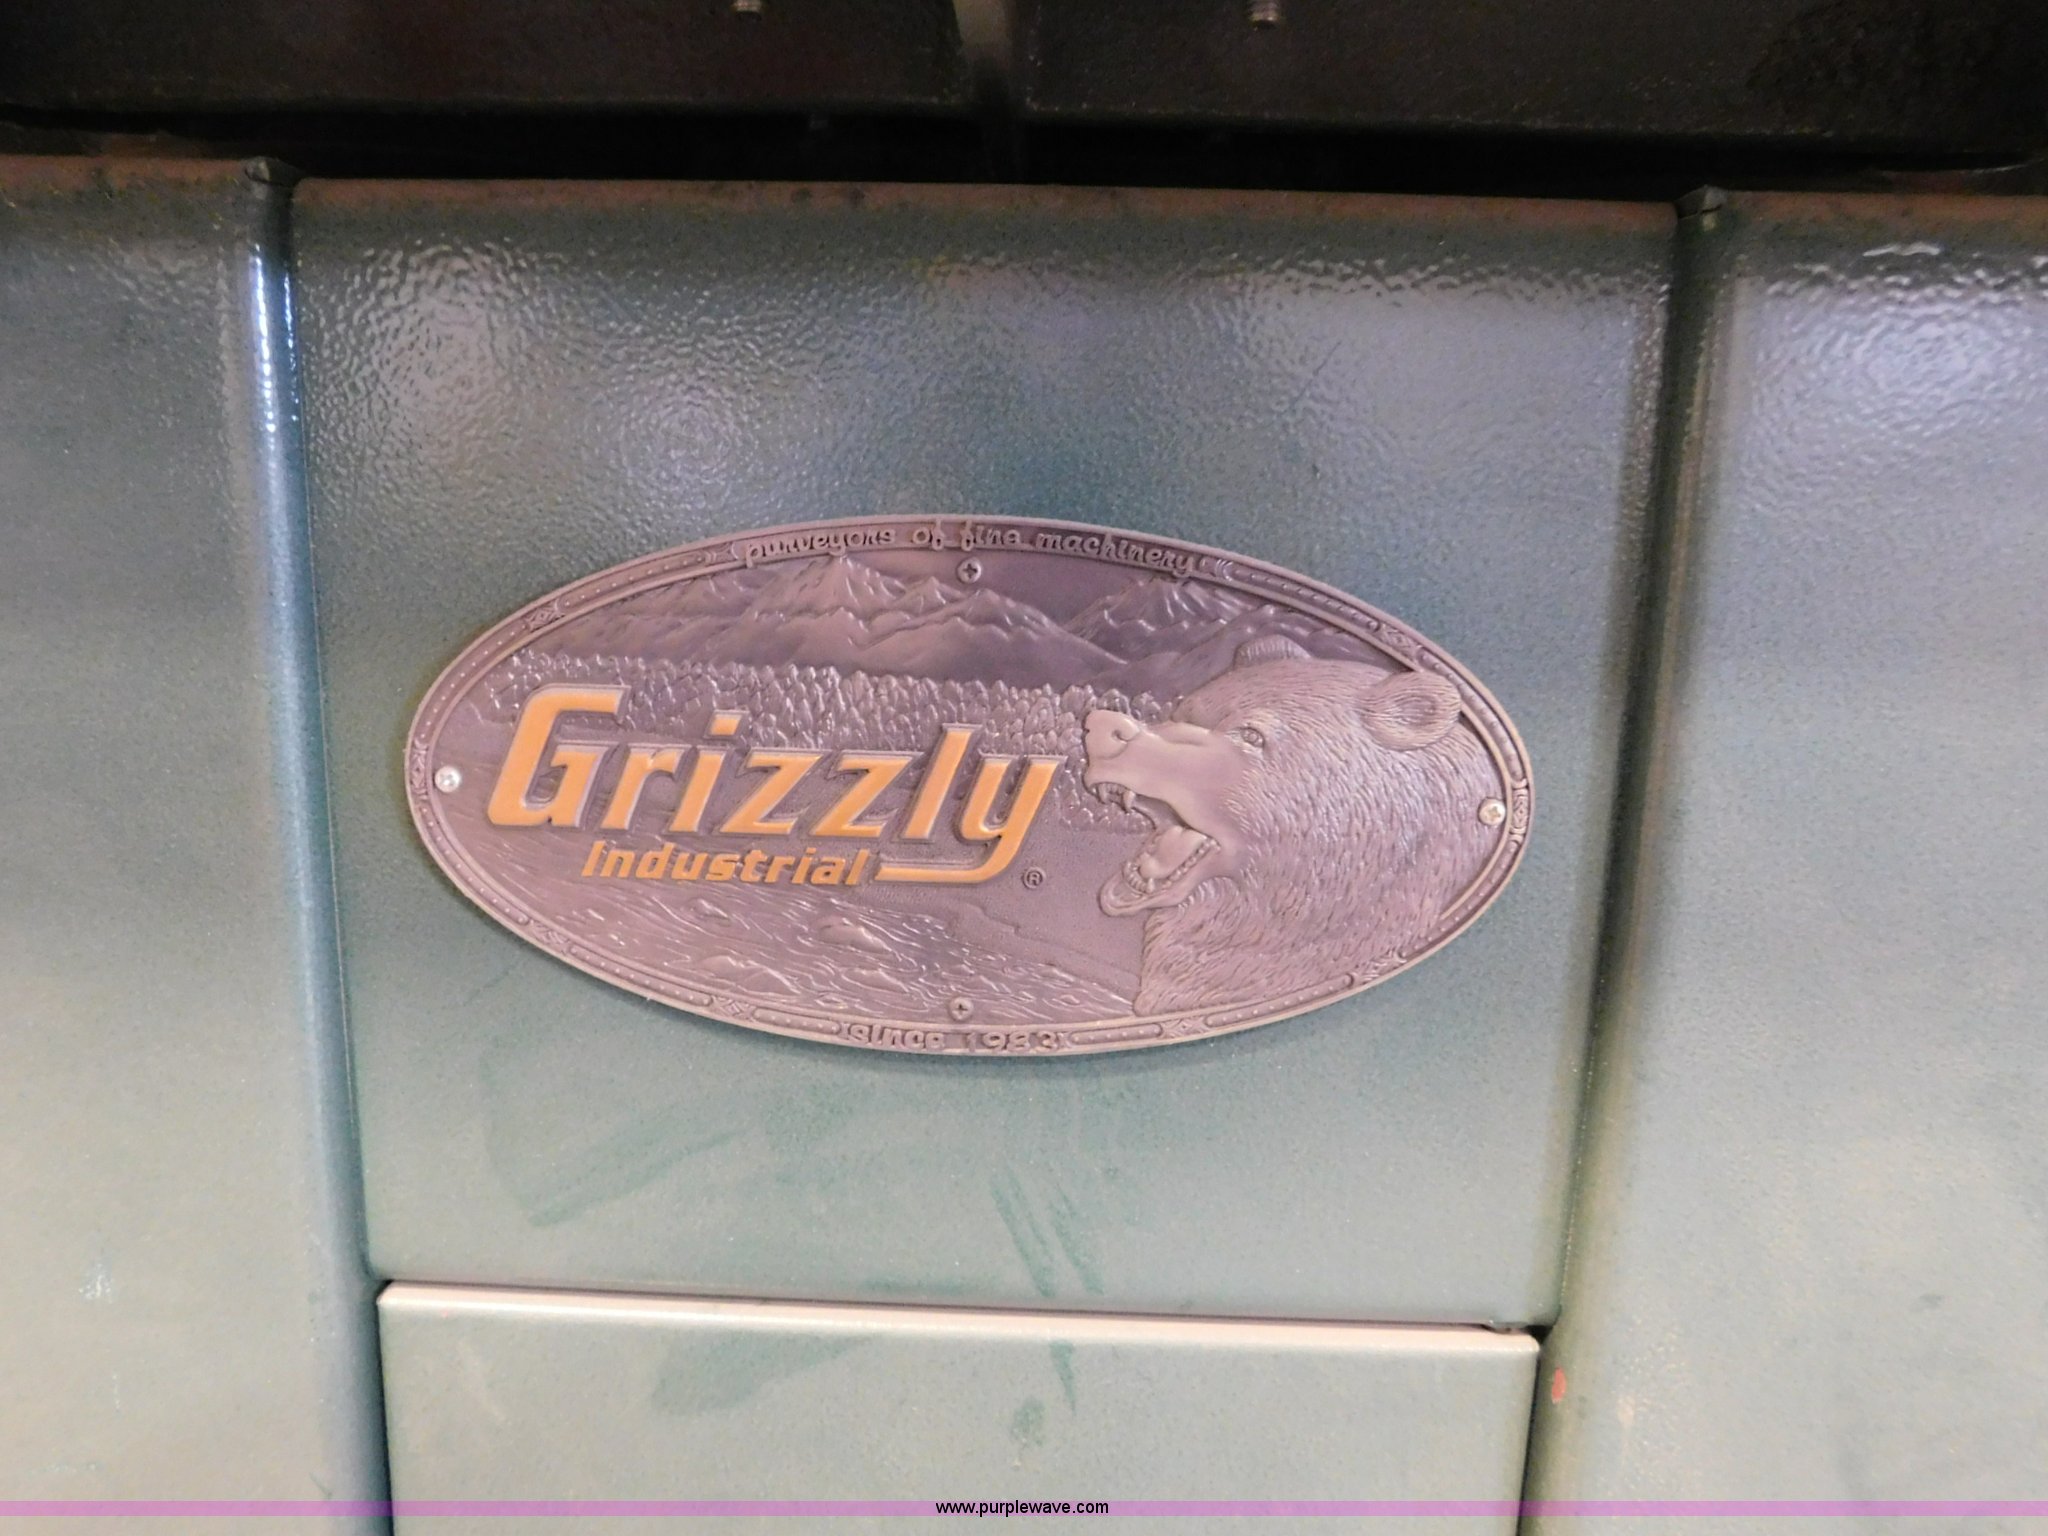 purveyors of fine machinery
Grizzly
Industrial ®
since 1983
www.purplewave.com